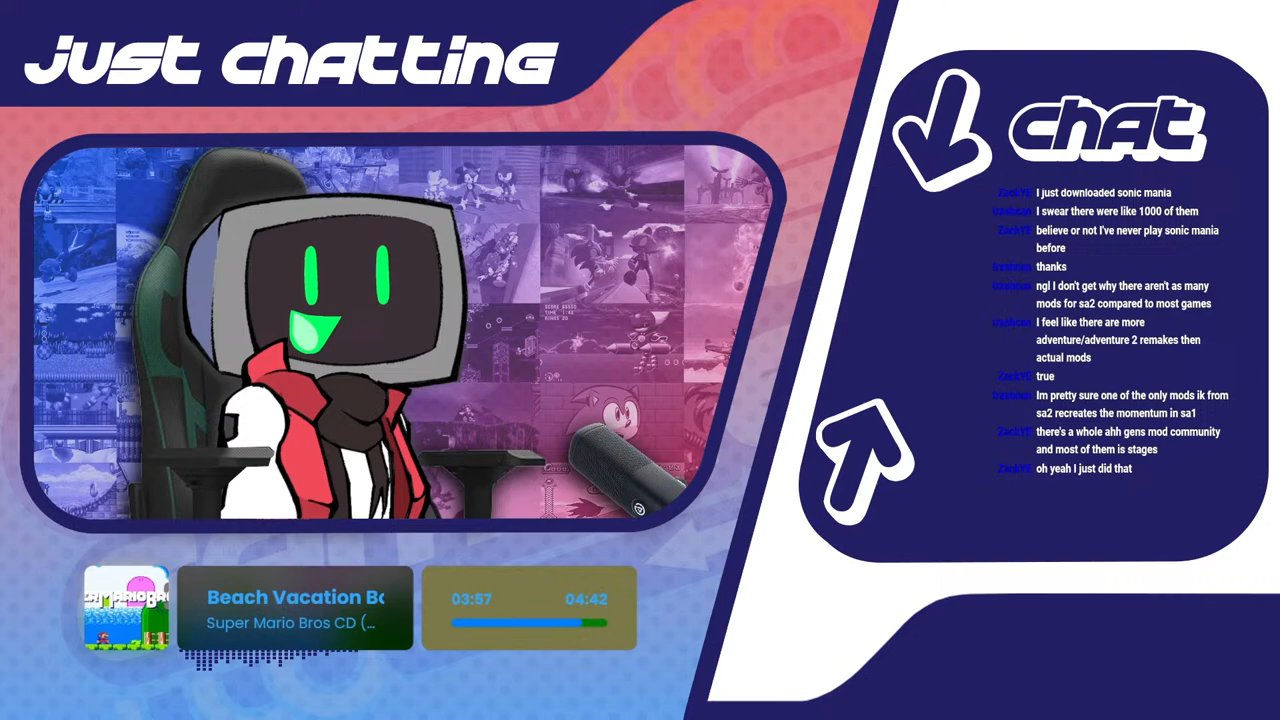 Just Chatting
chat
ZackYE I just downloaded sonic mania
I swear there were like 1000 of them
ZackYE believe or not I've never play sonic mania
before
thanks
ngl I don't get why there aren't as many
mods for sa2 compared to most games
I feel like there are more
adventure/adventure 2 remakes then
actual mods
ZackYE true
Im pretty sure one of the only mods ik from
sa2 recreates the momentum in sa1
ZackYE there's a whole ahh gens mod community
and most of them is stages
ZackYE oh yeah I just did that
Beach Vacation Bo
Super Mario Bros CD (...
03:57 04:42